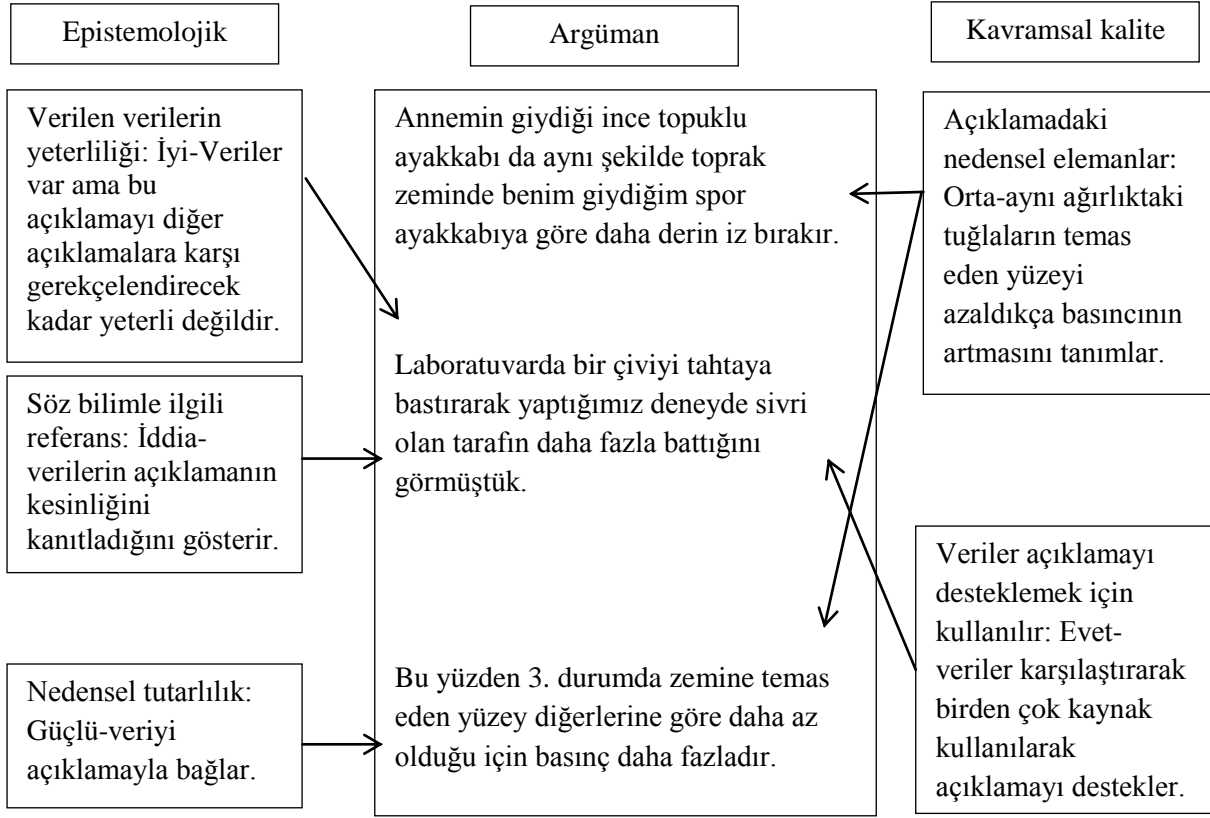 Epistemolojik
Verilen verilerin
yeterliliği: İyi-Veriler
var ama bu
açıklamayı diğer
açıklamalara karşı
gerekçelendirecek
kadar yeterli değildir.
Söz bilimle ilgili
referans: İddia-
verilerin açıklamanın
kesinliğini
kanıtladığını gösterir.
Nedensel tutarlılık:
Güçlü-veriyi
açıklamayla bağlar.
Argüman
Annemin giydiği ince topuklu
ayakkabı da aynı şekilde toprak
zeminde benim giydiğim spor
ayakkabıya göre daha derin iz bırakır.
Laboratuvarda bir çiviyi tahtaya
bastırarak yaptığımız deneyde sivri
olan tarafın daha fazla battığını
görmüştük.
Bu yüzden 3. durumda zemine temas
eden yüzey diğerlerine göre daha az
olduğu için basınç daha fazladır.
Kavramsal kalite
Açıklamadaki
nedensel elemanlar:
Orta-aynı ağırlıktaki
tuğlaların temas
eden yüzeyi
azaldıkça basıncının
artmasını tanımlar.
Veriler açıklamayı
desteklemek için
kullanılır: Evet-
veriler karşılaştırarak
birden çok kaynak
kullanılarak
açıklamayı destekler.